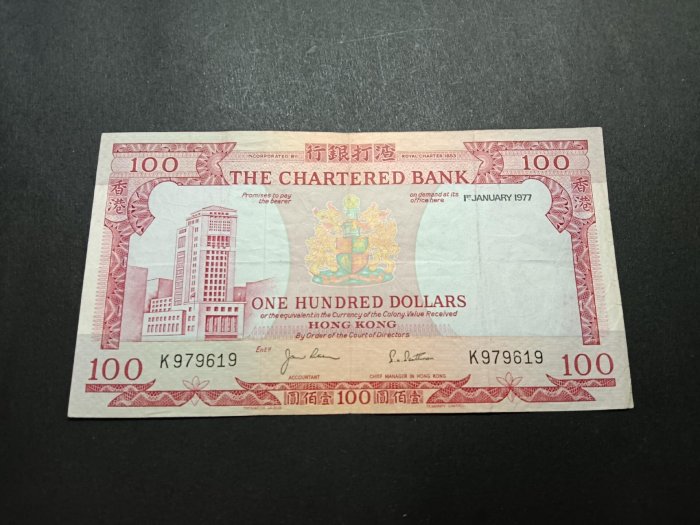 INCORPORATED BY 行銀打渣 ROYAL CHARTER 1853
100 100
THE CHARTERED BANK
香港 香港
Promises to pay the bearer on demand at its office here
1ST JANUARY 1977
ONE HUNDRED DOLLARS
or the equivalent in the Currency of the Colony. Value Received
HONG KONG
By Order of the Court of Directors
K979619 Entd K979619
ACCOUNTANT CHIEF MANAGER IN HONG KONG
100 100
圓佰壹 100 圓佰壹